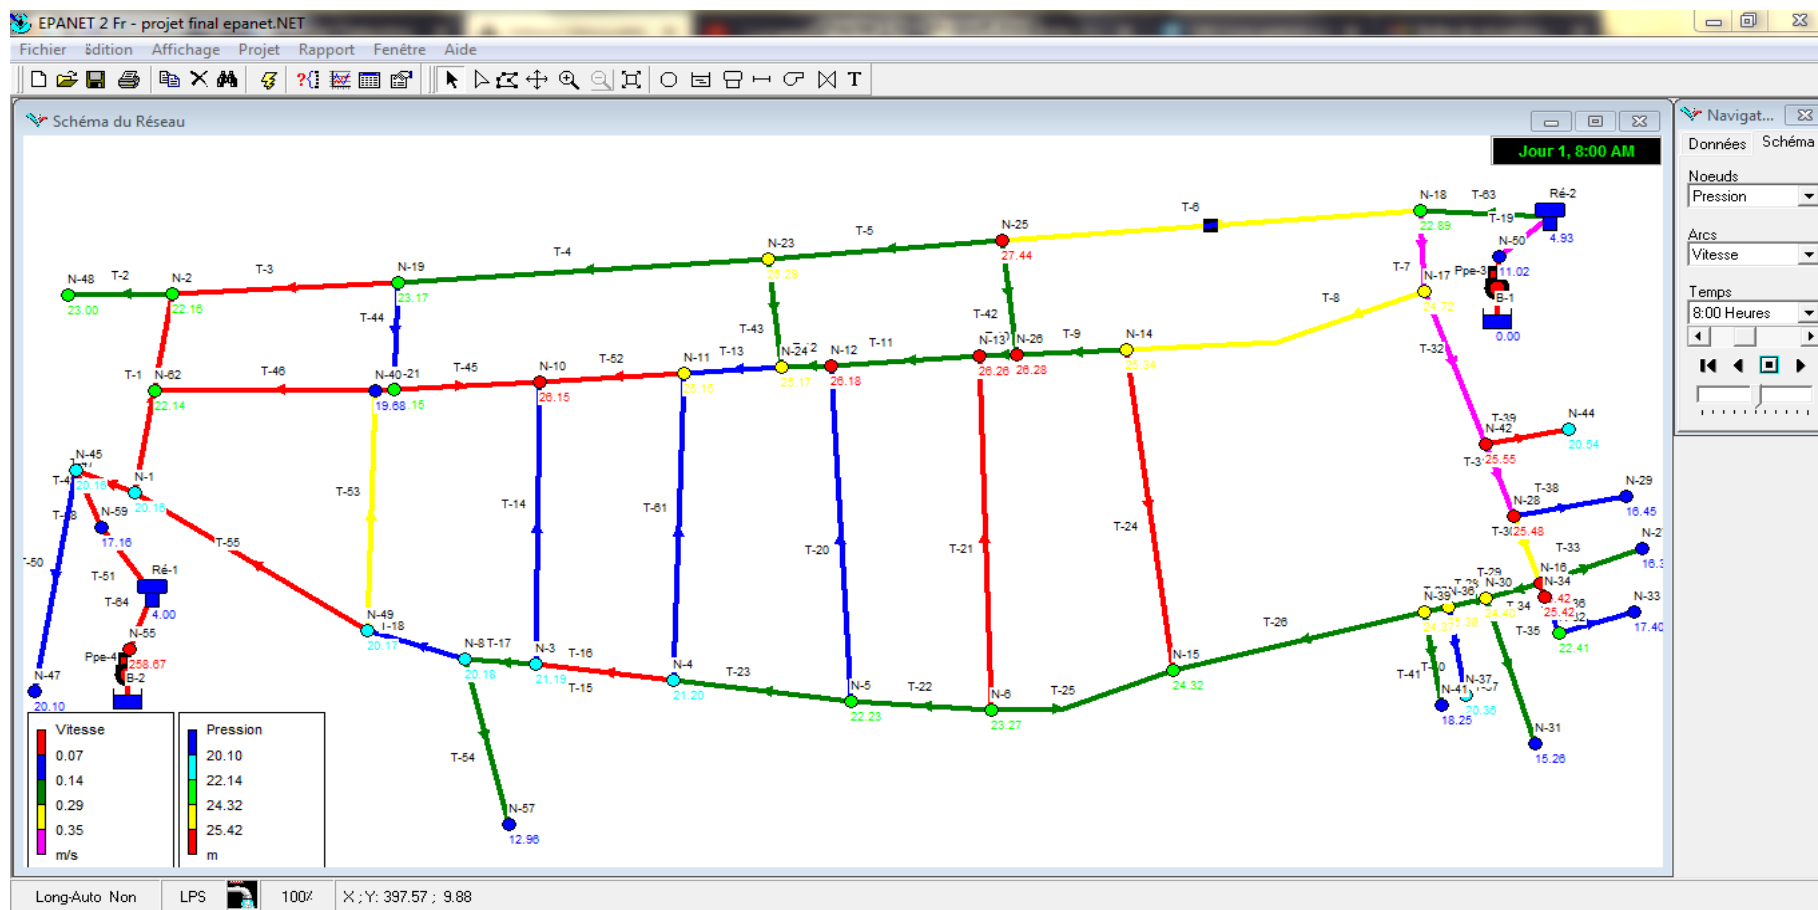 EPANET 2 Fr - projet final epanet.NET
Fichier Édition Affichage Projet Rapport Fenêtre Aide
T
Schéma du Réseau
Jour 1, 8:00 AM
Navigat...
Données Schéma
Noeuds
Pression
Arcs
Vitesse
Temps
8:00 Heures
N-18 T-63 Ré-2
T-6
22.89 T-19
4.93
N-25
T-5
27.44
N-23
26.28
T-4
N-50
11.02
Ppe-3
B-1
0.00
N-48 T-2 N-2 T-3 N-19
23.00 22.16 23.17
T-7 N-17
24.72
T-8
T-44 T-43 T-42
N-11 T-13 N-24 N-12 T-11 N-13 N-26 T-9 N-14
26.17 26.18 26.26 26.28 25.34
T-1 N-62 T-46 N-40 -21 T-45 N-10 T-52
22.14 19.68 .15 26.15
T-32
T-39 N-44
N-42 20.54
25.55
N-45
20.16
N-1
20.16
T-53 T-14 T-61 T-20 T-21 T-24
N-28 T-38 N-29
25.48 16.45
N-59
17.16
T-55
T-50
T-51 Ré-1
T-64 4.00
T-33
N-16
T-29
N-30 N-34
N-39 N-36
25.42
T-34
T-35
22.41
N-33
17.40
N-55
258.67
Ppe-4
B-2
N-47
20.10
N-49 T-18 N-8 T-17 N-3 T-16 N-4 T-23 N-5 T-22 N-6 T-25 N-15 T-26
20.17 20.18 21.19 T-15 21.20 22.23 23.27 24.32
T-41 N-41 N-37
18.25 20.36
N-31
15.26
T-54
N-57
12.96
Vitesse
0.07
0.14
0.29
0.35
m/s
Pression
20.10
22.14
24.32
25.42
m
Long-Auto Non LPS 100% X ; Y: 397.57 ; 9.88